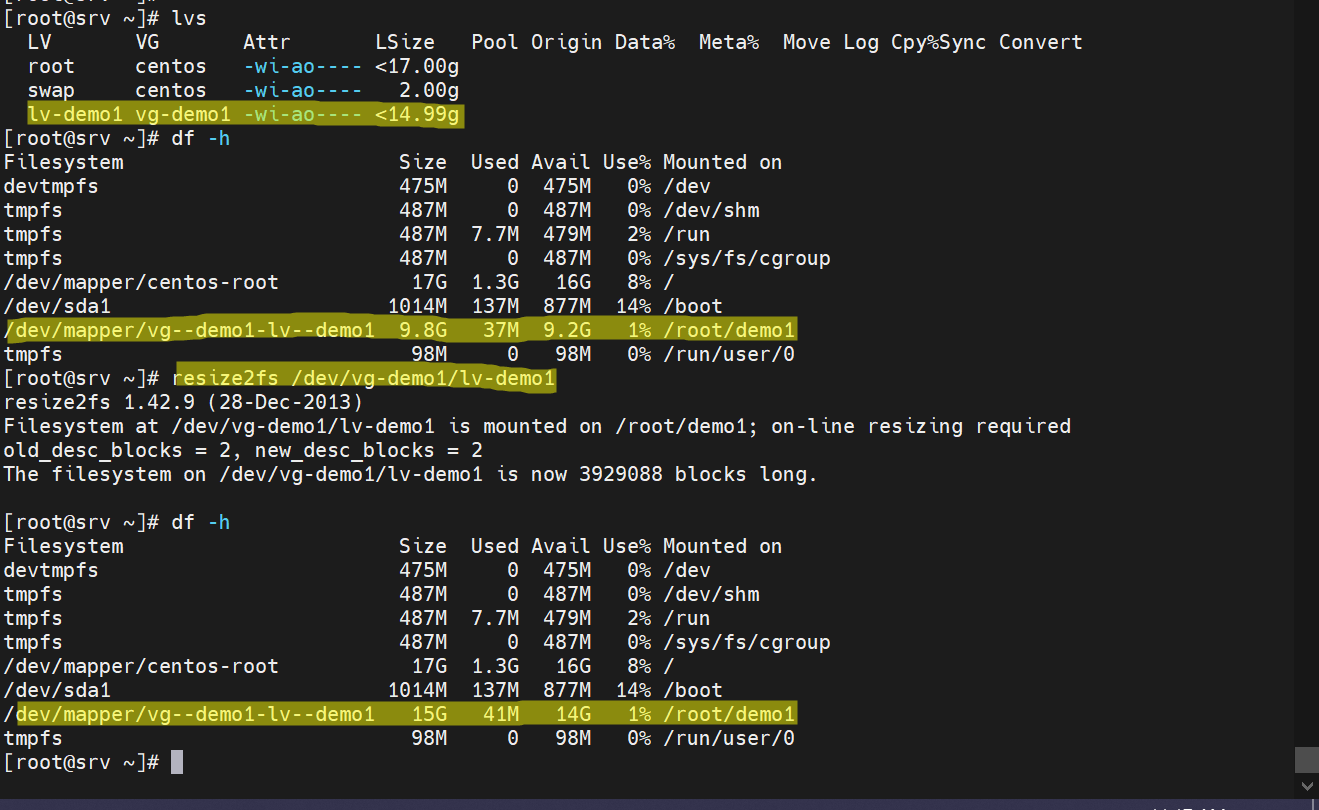 [root@srv ~]# lvs
  LV       VG       Attr       LSize   Pool Origin Data%  Meta%  Move Log Cpy%Sync Convert
  root     centos   -wi-ao---- <17.00g
  swap     centos   -wi-ao----   2.00g
  lv-demo1 vg-demo1 -wi-ao---- <14.99g
[root@srv ~]# df -h
Filesystem                       Size  Used Avail Use% Mounted on
devtmpfs                         475M     0  475M   0% /dev
tmpfs                            487M     0  487M   0% /dev/shm
tmpfs                            487M  7.7M  479M   2% /run
tmpfs                            487M     0  487M   0% /sys/fs/cgroup
/dev/mapper/centos-root           17G  1.3G   16G   8% /
/dev/sda1                       1014M  137M  877M  14% /boot
/dev/mapper/vg--demo1-lv--demo1  9.8G   37M  9.2G   1% /root/demo1
tmpfs                             98M     0   98M   0% /run/user/0
[root@srv ~]# resize2fs /dev/vg-demo1/lv-demo1
resize2fs 1.42.9 (28-Dec-2013)
Filesystem at /dev/vg-demo1/lv-demo1 is mounted on /root/demo1; on-line resizing required
old_desc_blocks = 2, new_desc_blocks = 2
The filesystem on /dev/vg-demo1/lv-demo1 is now 3929088 blocks long.
[root@srv ~]# df -h
Filesystem                       Size  Used Avail Use% Mounted on
devtmpfs                         475M     0  475M   0% /dev
tmpfs                            487M     0  487M   0% /dev/shm
tmpfs                            487M  7.7M  479M   2% /run
tmpfs                            487M     0  487M   0% /sys/fs/cgroup
/dev/mapper/centos-root           17G  1.3G   16G   8% /
/dev/sda1                       1014M  137M  877M  14% /boot
/dev/mapper/vg--demo1-lv--demo1   15G   41M   14G   1% /root/demo1
tmpfs                             98M     0   98M   0% /run/user/0
[root@srv ~]#